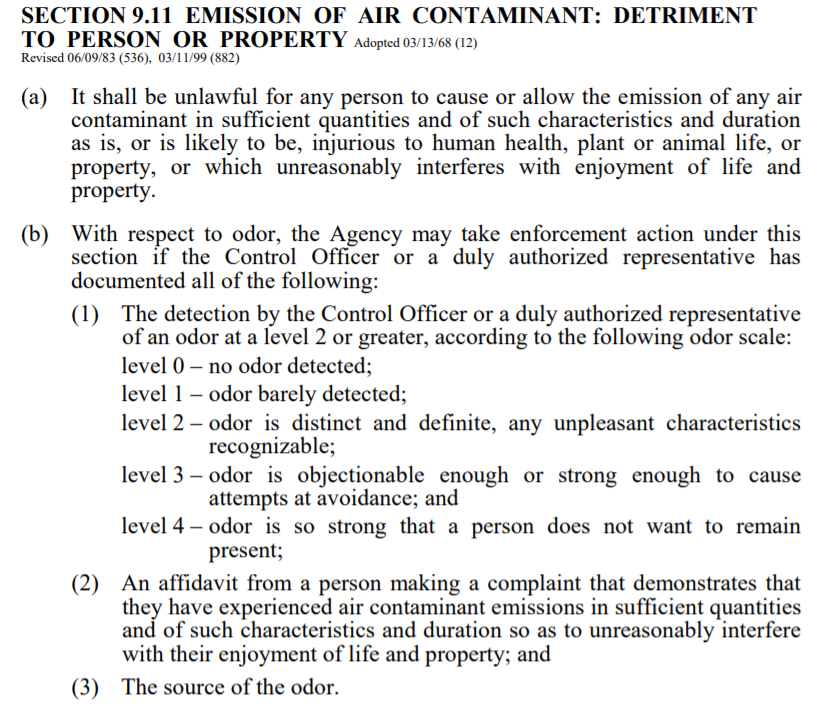 SECTION 9.11 EMISSION OF AIR CONTAMINANT: DETRIMENT
TO PERSON OR PROPERTY Adopted 03/13/68 (12)
Revised 06/09/83 (536), 03/11/99 (882)
(a) It shall be unlawful for any person to cause or allow the emission of any air
contaminant in sufficient quantities and of such characteristics and duration
as is, or is likely to be, injurious to human health, plant or animal life, or
property, or which unreasonably interferes with enjoyment of life and
property.
(b) With respect to odor, the Agency may take enforcement action under this
section if the Control Officer or a duly authorized representative has
documented all of the following:
(1) The detection by the Control Officer or a duly authorized representative
of an odor at a level 2 or greater, according to the following odor scale:
level 0 – no odor detected;
level 1 – odor barely detected;
level 2 – odor is distinct and definite, any unpleasant characteristics
recognizable;
level 3 – odor is objectionable enough or strong enough to cause
attempts at avoidance; and
level 4 – odor is so strong that a person does not want to remain
present;
(2) An affidavit from a person making a complaint that demonstrates that
they have experienced air contaminant emissions in sufficient quantities
and of such characteristics and duration so as to unreasonably interfere
with their enjoyment of life and property; and
(3) The source of the odor.